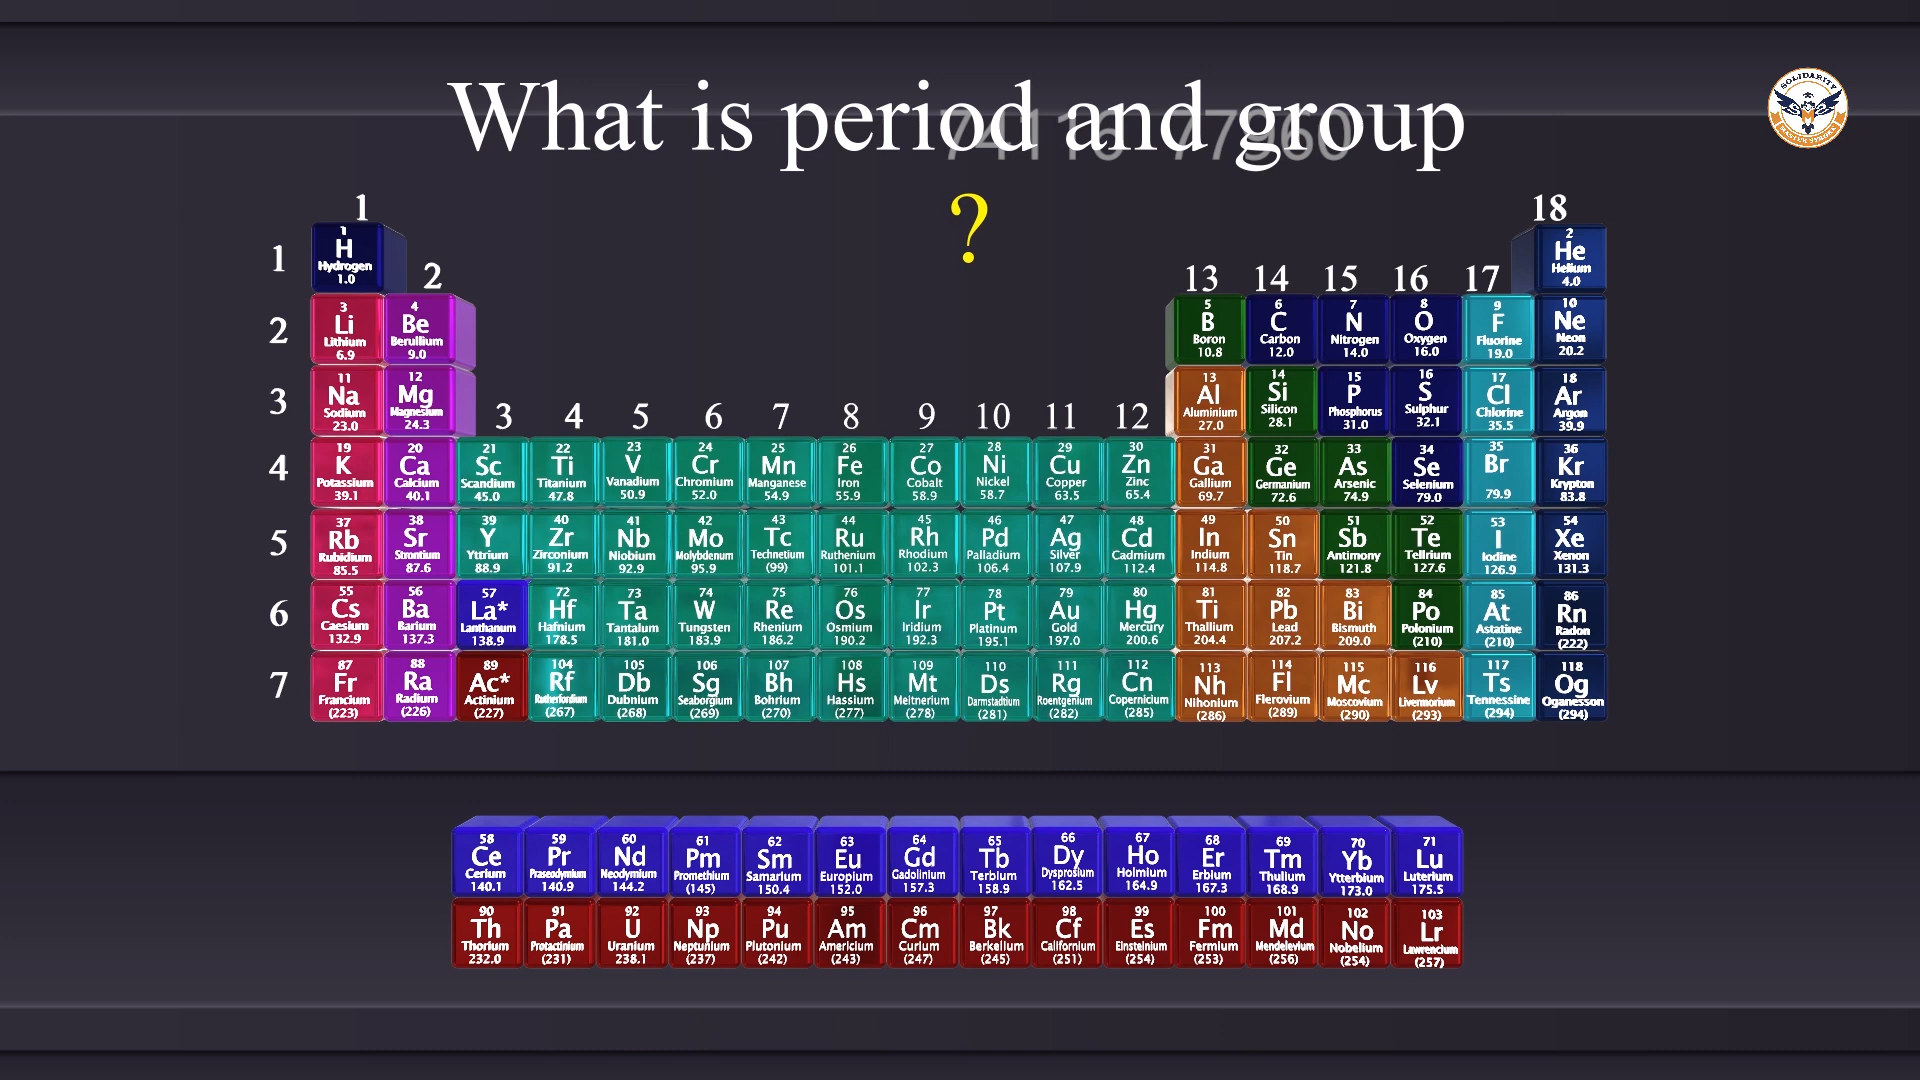 What is period and group
74116 77360
?
SOLIDARITY
1 18
1 2 13 14 15 16 17
2
3 3 4 5 6 7 8 9 10 11 12
4
5
6
7
1 H Hydrogen 1.0
2 He Helium 4.0
3 Li Lithium 6.9
4 Be Berullium 9.0
5 B Boron 10.8
6 C Carbon 12.0
7 N Nitrogen 14.0
8 O Oxygen 16.0
9 F Fluorine 19.0
10 Ne Neon 20.2
11 Na Sodium 23.0
12 Mg Magnesium 24.3
13 Al Aluminium 27.0
14 Si Silicon 28.1
15 P Phosphorus 31.0
16 S Sulphur 32.1
17 Cl Chlorine 35.5
18 Ar Argon 39.9
19 K Potassium 39.1
20 Ca Calcium 40.1
21 Sc Scandium 45.0
22 Ti Titanium 47.8
23 V Vanadium 50.9
24 Cr Chromium 52.0
25 Mn Manganese 54.9
26 Fe Iron 55.9
27 Co Cobalt 58.9
28 Ni Nickel 58.7
29 Cu Copper 63.5
30 Zn Zinc 65.4
31 Ga Gallium 69.7
32 Ge Germanium 72.6
33 As Arsenic 74.9
34 Se Selenium 79.0
35 Br 79.9
36 Kr Krypton 83.8
37 Rb Rubidium 85.5
38 Sr Strontium 87.6
39 Y Yttrium 88.9
40 Zr Zirconium 91.2
41 Nb Niobium 92.9
42 Mo Molybdenum 95.9
43 Tc Technetium (99)
44 Ru Ruthenium 101.1
45 Rh Rhodium 102.3
46 Pd Palladium 106.4
47 Ag Silver 107.9
48 Cd Cadmium 112.4
49 In Indium 114.8
50 Sn Tin 118.7
51 Sb Antimony 121.8
52 Te Tellrium 127.6
53 I Iodine 126.9
54 Xe Xenon 131.3
55 Cs Caesium 132.9
56 Ba Barium 137.3
57 La* Lanthanum 138.9
72 Hf Hafnium 178.5
73 Ta Tantalum 181.0
74 W Tungsten 183.9
75 Re Rhenium 186.2
76 Os Osmium 190.2
77 Ir Iridium 192.3
78 Pt Platinum 195.1
79 Au Gold 197.0
80 Hg Mercury 200.6
81 Ti Thallium 204.4
82 Pb Lead 207.2
83 Bi Bismuth 209.0
84 Po Polonium (210)
85 At Astatine (210)
86 Rn Radon (222)
87 Fr Francium (223)
88 Ra Radium (226)
89 Ac* Actinium (227)
104 Rf Rutherfordium (267)
105 Db Dubnium (268)
106 Sg Seaborgium (269)
107 Bh Bohrium (270)
108 Hs Hassium (277)
109 Mt Meltnerium (278)
110 Ds Darmstadtium (281)
111 Rg Roentgenium (282)
112 Cn Copernicium (285)
113 Nh Nihonium (286)
114 Fl Flerovium (289)
115 Mc Moscovium (290)
116 Lv Livermorium (293)
117 Ts Tennessine (294)
118 Og Oganesson (294)
58 Ce Cerium 140.1
59 Pr Praseodymium 140.9
60 Nd Neodymium 144.2
61 Pm Promethium (145)
62 Sm Samarium 150.4
63 Eu Europium 152.0
64 Gd Gadolinium 157.3
65 Tb Terbium 158.9
66 Dy Dysprosium 162.5
67 Ho Holmium 164.9
68 Er Erbium 167.3
69 Tm Thulium 168.9
70 Yb Ytterbium 173.0
71 Lu Luterium 175.5
90 Th Thorium 232.0
91 Pa Protactinium (231)
92 U Uranium 238.1
93 Np Neptunium (237)
94 Pu Plutonium (242)
95 Am Americium (243)
96 Cm Curium (247)
97 Bk Berkelium (245)
98 Cf Californium (251)
99 Es Einsteinium (254)
100 Fm Fermium (253)
101 Md Mendelevium (256)
102 No Nobelium (254)
103 Lr Lawrencium (257)